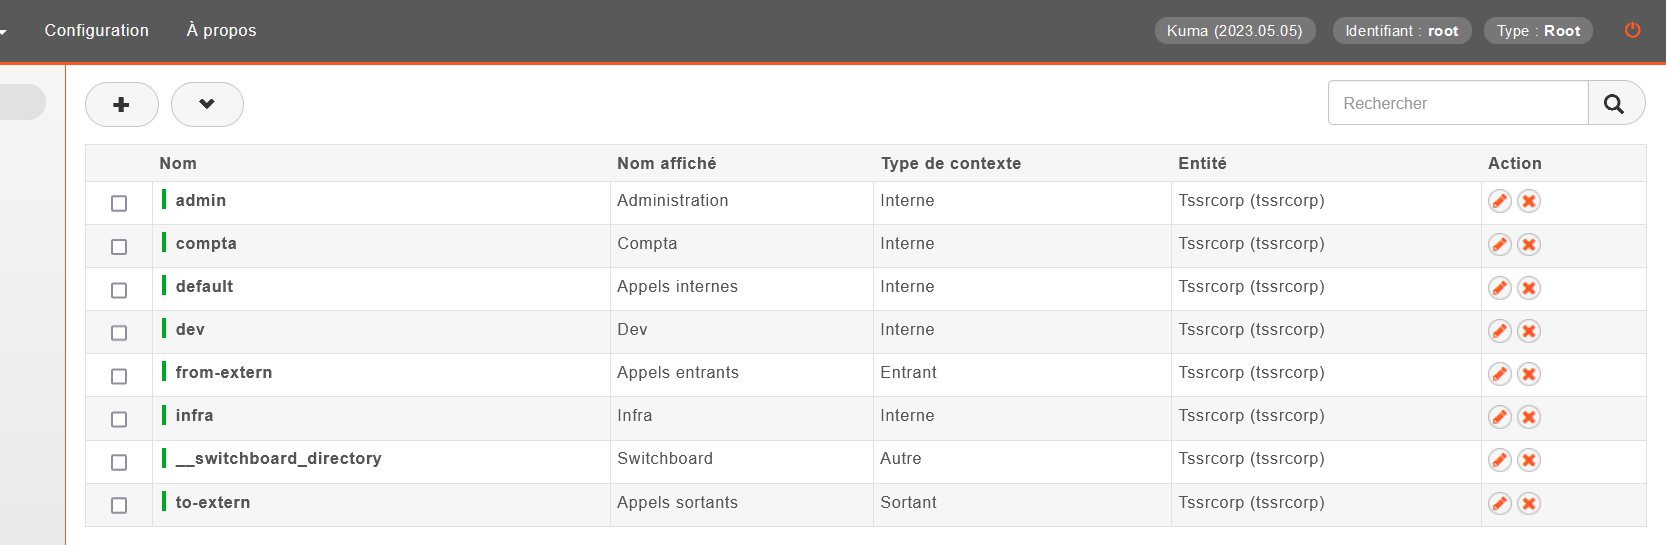 Configuration À propos Kuma (2023.05.05) Identifiant : root Type : Root
Rechercher
Nom Nom affiché Type de contexte Entité Action
admin Administration Interne Tssrcorp (tssrcorp)
compta Compta Interne Tssrcorp (tssrcorp)
default Appels internes Interne Tssrcorp (tssrcorp)
dev Dev Interne Tssrcorp (tssrcorp)
from-extern Appels entrants Entrant Tssrcorp (tssrcorp)
infra Infra Interne Tssrcorp (tssrcorp)
__switchboard_directory Switchboard Autre Tssrcorp (tssrcorp)
to-extern Appels sortants Sortant Tssrcorp (tssrcorp)